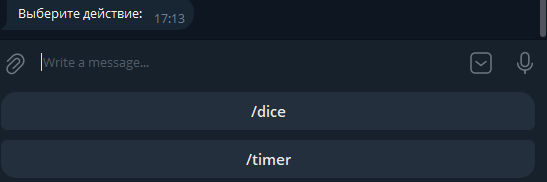 Выберите действие:
17:13
Write a message...
/dice
/timer